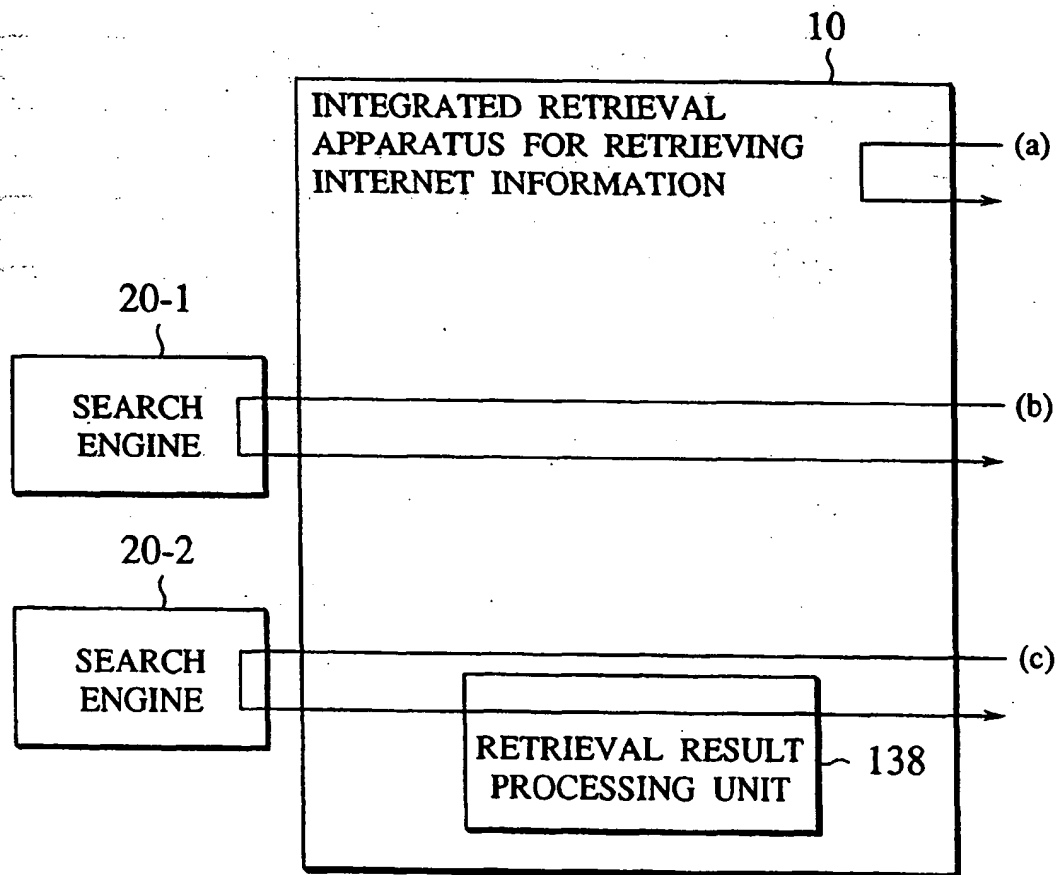 10
INTEGRATED RETRIEVAL
APPARATUS FOR RETRIEVING
INTERNET INFORMATION
(a)
20-1
SEARCH
ENGINE
(b)
20-2
SEARCH
ENGINE
(c)
RETRIEVAL RESULT
PROCESSING UNIT
138